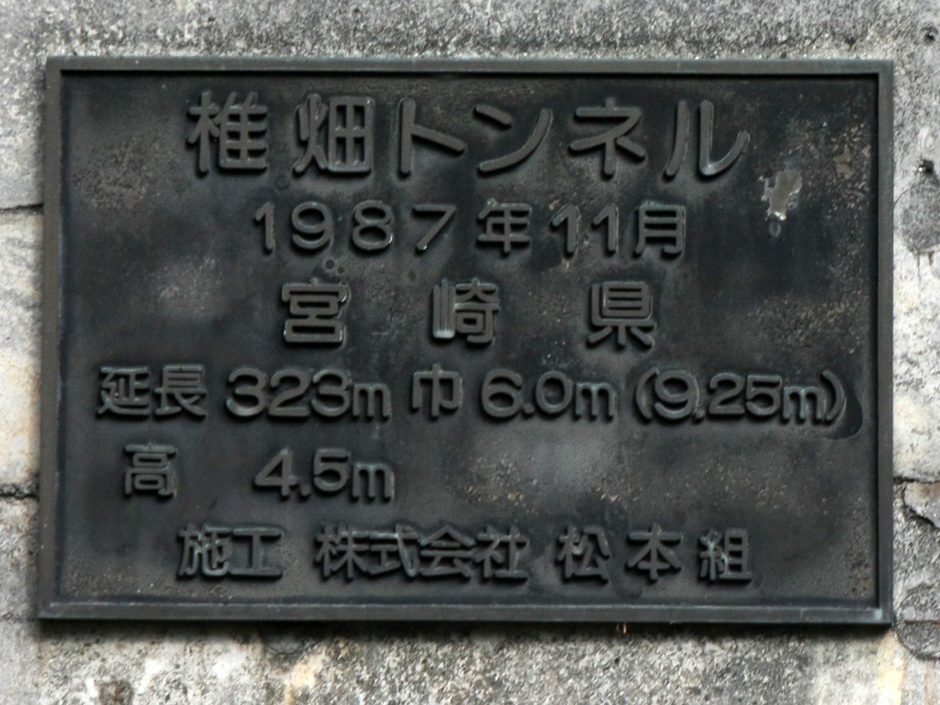 椎畑トンネル
1987年11月
宮崎県
延長 323m 巾 6.0m (9.25m)
高 4.5m
施工 株式会社 松本組